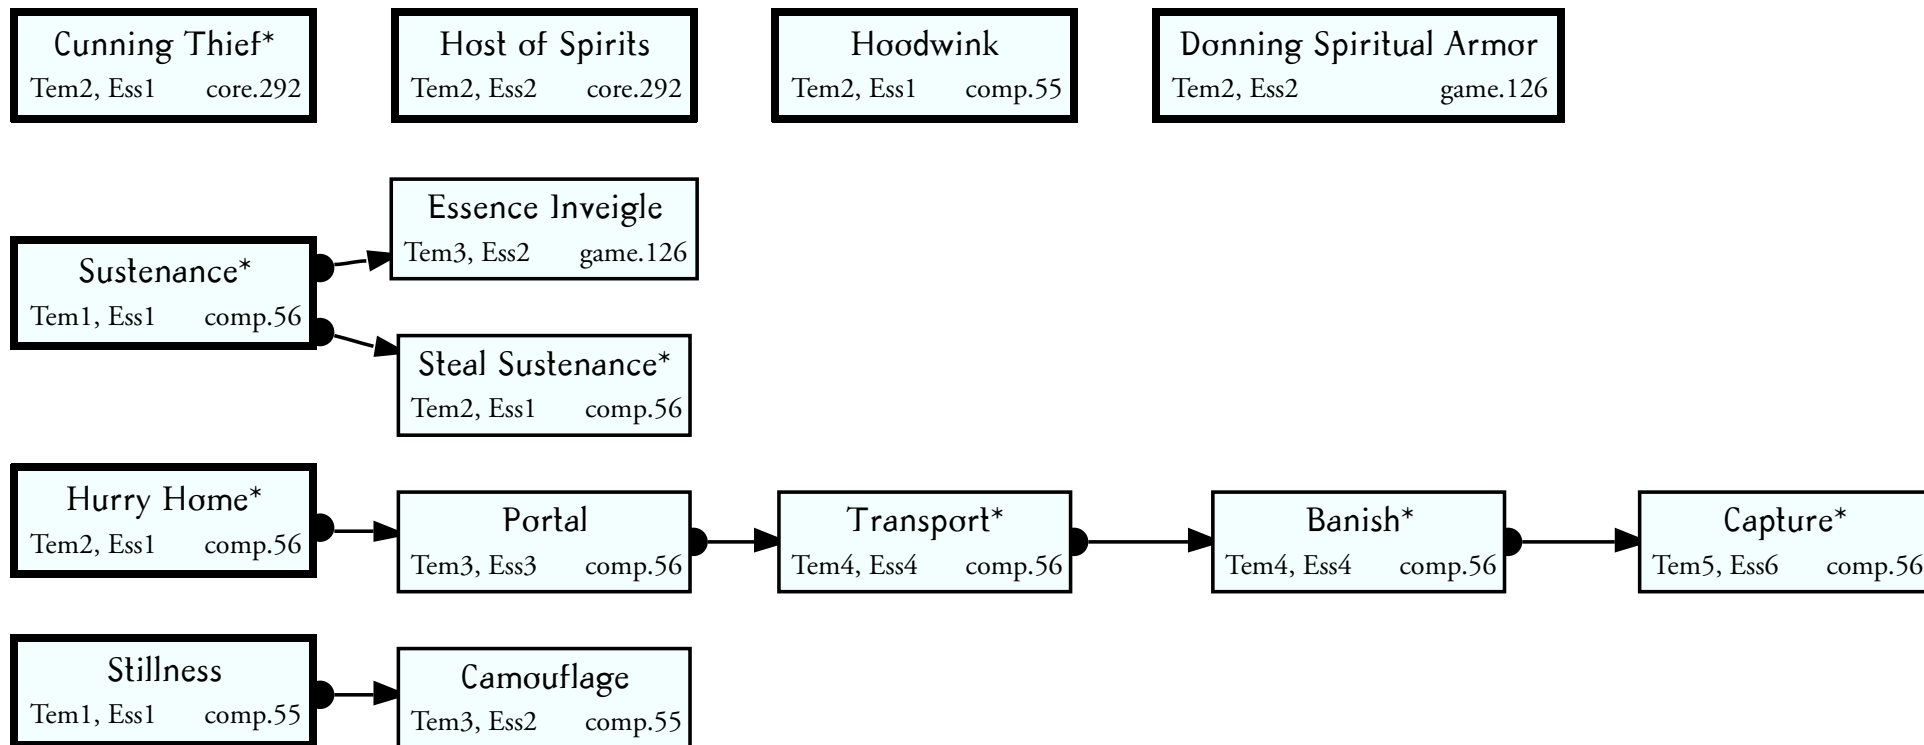 Cunning Thief*
Tem2, Ess1 core.292
Host of Spirits
Tem2, Ess2 core.292
Hoodwink
Tem2, Ess1 comp.55
Donning Spiritual Armor
Tem2, Ess2 game.126
Essence Inveigle
Tem3, Ess2 game.126
Sustenance*
Tem1, Ess1 comp.56
Steal Sustenance*
Tem2, Ess1 comp.56
Hurry Home*
Tem2, Ess1 comp.56
Portal
Tem3, Ess3 comp.56
Transport*
Tem4, Ess4 comp.56
Banish*
Tem4, Ess4 comp.56
Capture*
Tem5, Ess6 comp.56
Stillness
Tem1, Ess1 comp.55
Camouflage
Tem3, Ess2 comp.55